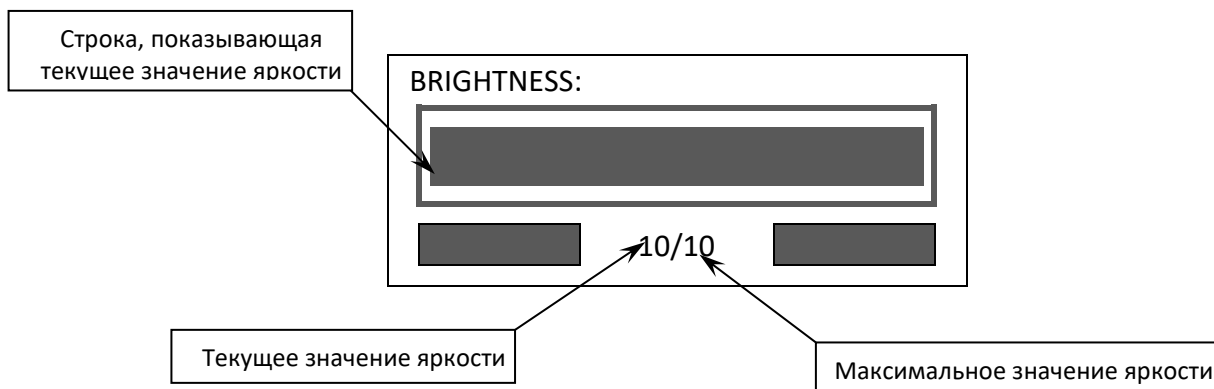 Строка, показывающая
текущее значение яркости
BRIGHTNESS:
10/10
Текущее значение яркости
Максимальное значение яркости